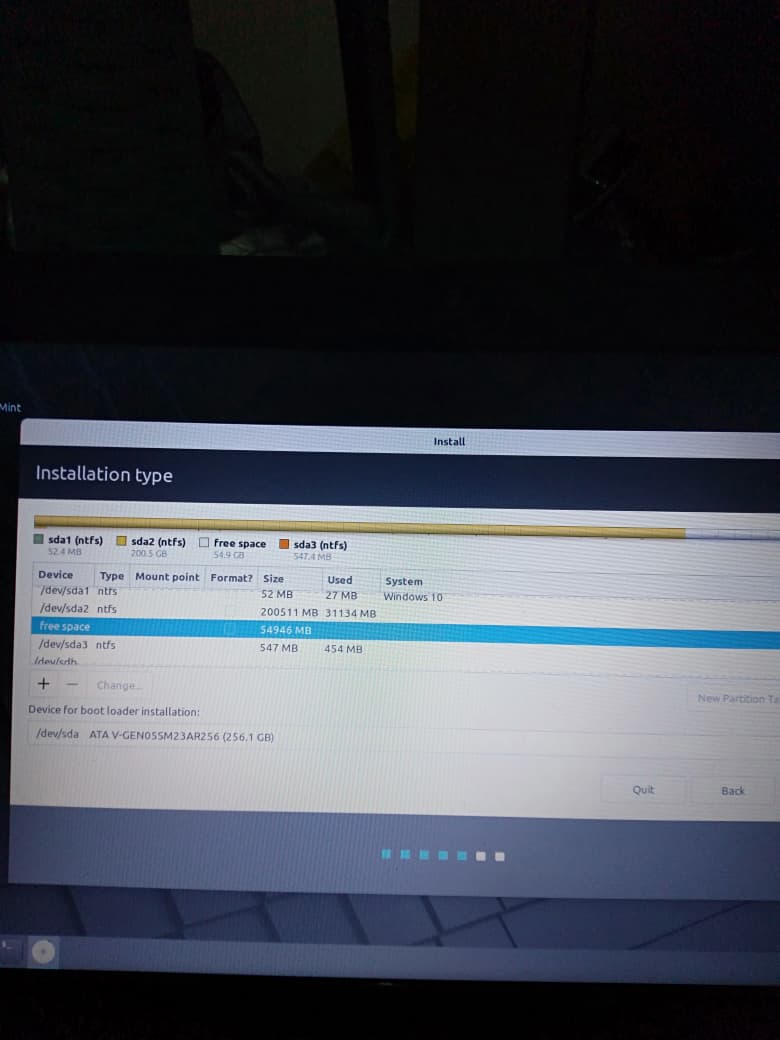 Mint
Install
Installation type
sda1 (ntfs) sda2 (ntfs) free space sda3 (ntfs)
52.4 MB 200.5 GB 54.9 GB 547.4 MB
Device Type Mount point Format? Size Used System
/dev/sda1 ntfs 52 MB 27 MB Windows 10
/dev/sda2 ntfs 200511 MB 31134 MB
free space 54946 MB
/dev/sda3 ntfs 547 MB 454 MB
/dev/sdb
+ − Change... New Partition Ta
Device for boot loader installation:
/dev/sda ATA V-GEN05SM23AR256 (256.1 GB)
Quit Back